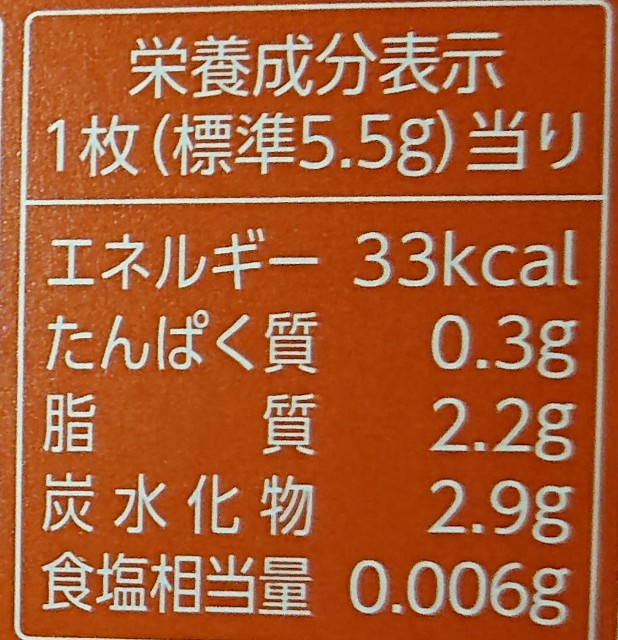 栄養成分表示
1枚(標準5.5g)当り
エネルギー 33kcal
たんぱく質 0.3g
脂質 2.2g
炭水化物 2.9g
食塩相当量 0.006g